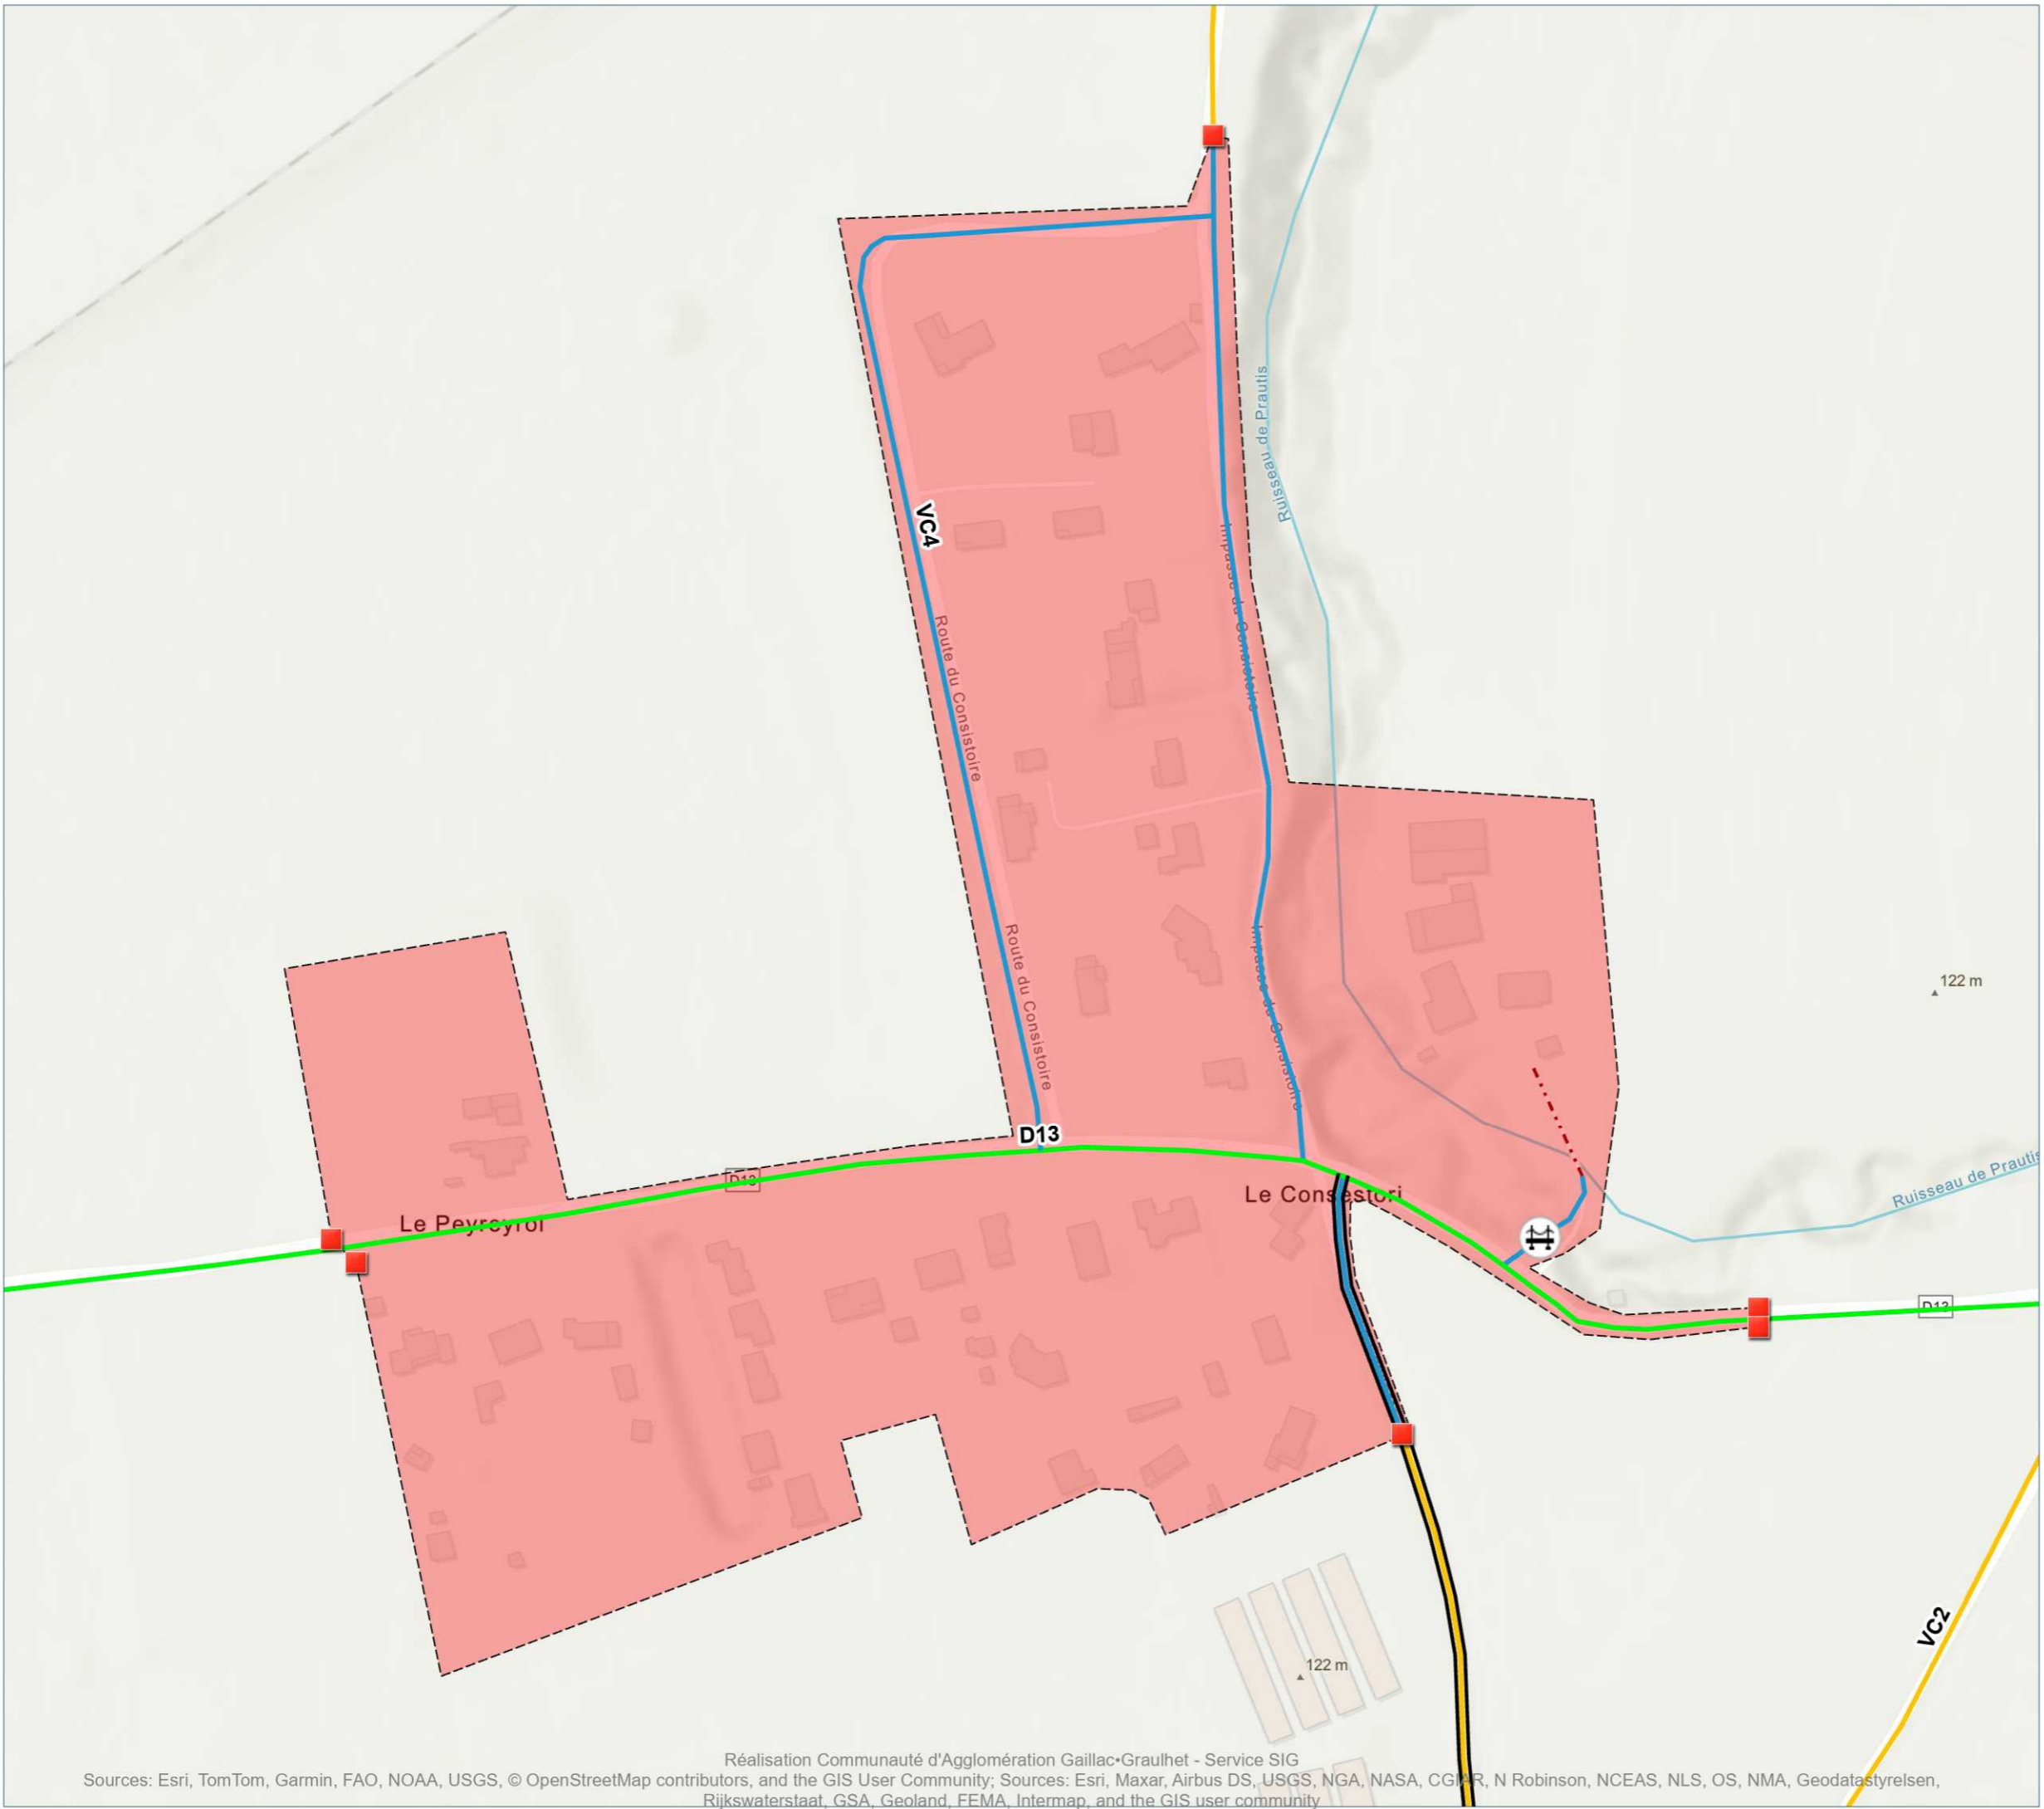 Ruisseau de Prautis
VC4
Impasse du Consistoire
Route du Consistoire
Impasse du Consistoire
Route du Consistoire
122 m
D13
D13
Le Consestori
Le Peyreyrol
Ruisseau de Prautis
D13
VC2
122 m
Réalisation Communauté d'Agglomération Gaillac•Graulhet - Service SIG
Sources: Esri, TomTom, Garmin, FAO, NOAA, USGS, © OpenStreetMap contributors, and the GIS User Community; Sources: Esri, Maxar, Airbus DS, USGS, NGA, NASA, CGIAR, N Robinson, NCEAS, NLS, OS, NMA, Geodatastyrelsen,
Rijkswaterstaat, GSA, Geoland, FEMA, Intermap, and the GIS user community